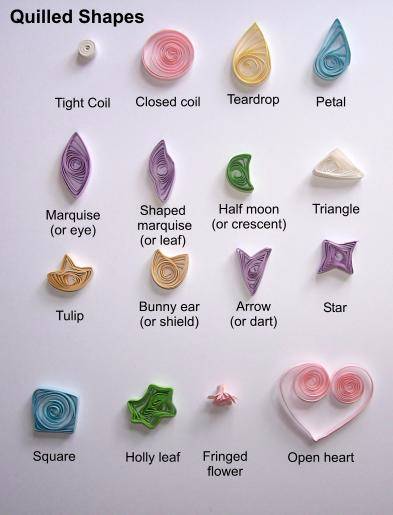 Quilled Shapes
Tight Coil
Closed coil
Teardrop
Petal
Marquise
(or eye)
Shaped
marquise
(or leaf)
Half moon
(or crescent)
Triangle
Tulip
Bunny ear
(or shield)
Arrow
(or dart)
Star
Square
Holly leaf
Fringed
flower
Open heart